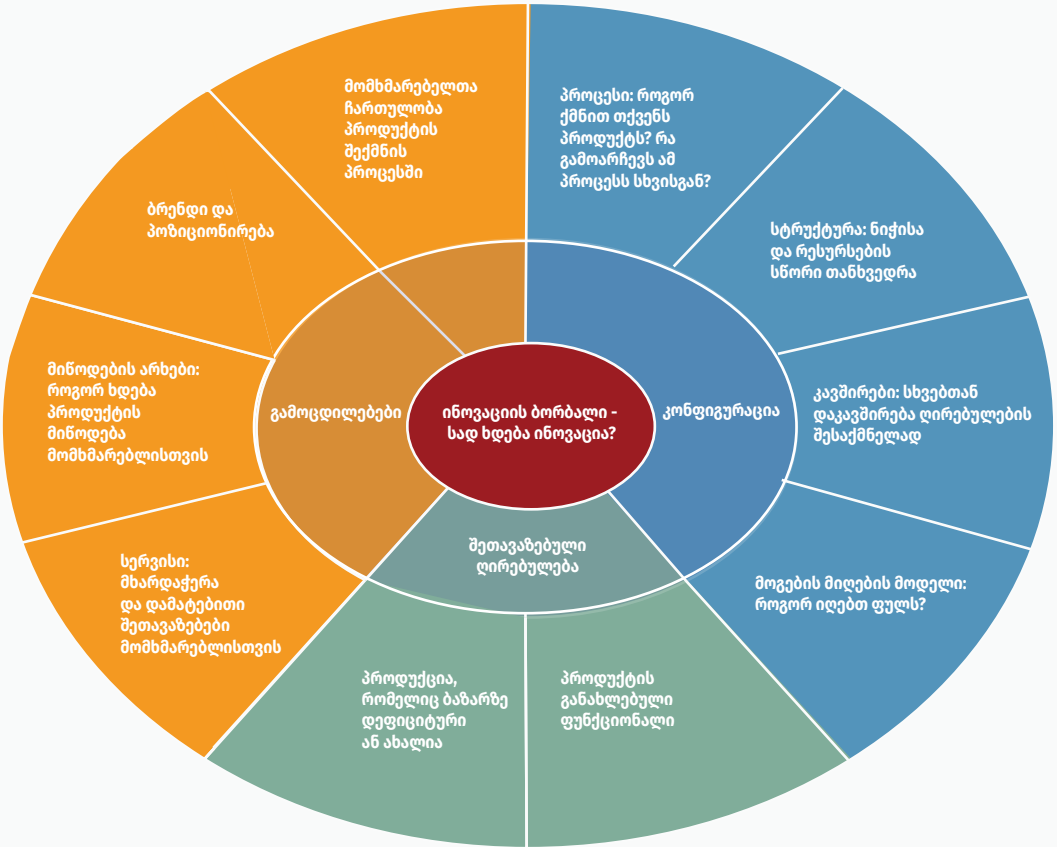 მომხმარებელთა
ჩართულობა
პროდუქტის
შექმნის
პროცესში
პროცესი: როგორ
ქმნით თქვენს
პროდუქტს? რა
გამოარჩევს ამ
პროცესს სხვისგან?
ბრენდი და
პოზიციონირება
სტრუქტურა: ნიჭისა
და რესურსების
სწორი თანხვედრა
მიწოდების არხები:
როგორ ხდება
პროდუქტის
მიწოდება
მომხმარებლისთვის
გამოცდილებები
ინოვაციის ბორბალი -
სად ხდება ინოვაცია?
კონფიგურაცია
კავშირები: სხვებთან
დაკავშირება ღირებულების
შესაქმნელად
სერვისი:
მხარდაჭერა
და დამატებითი
შეთავაზებები
მომხმარებლისთვის
შეთავაზებული
ღირებულება
მოგების მიღების მოდელი:
როგორ იღებთ ფულს?
პროდუქცია,
რომელიც ბაზარზე
დეფიციტური
ან ახალია
პროდუქტის
განახლებული
ფუნქციონალი